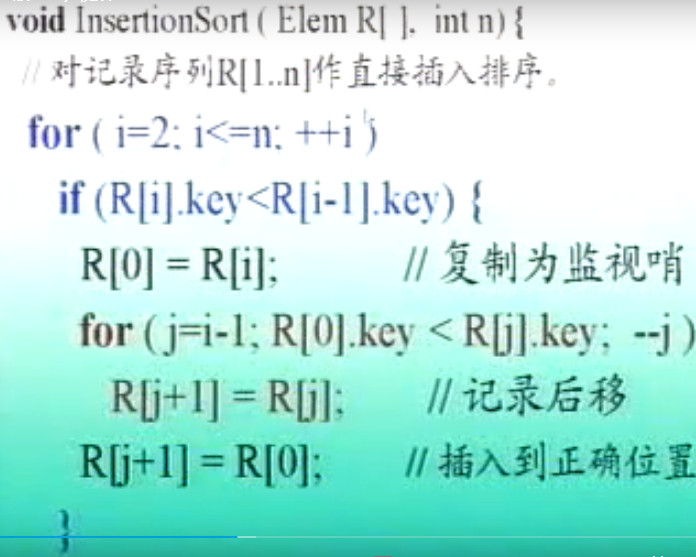 void InsertionSort ( Elem R[ ], int n) {
// 对记录序列R[1..n]作直接插入排序。
for ( i=2; i<=n; ++i )
if (R[i].key<R[i-1].key) {
R[0] = R[i]; // 复制为监视哨
for ( j=i-1; R[0].key < R[j].key; --j )
R[j+1] = R[j]; // 记录后移
R[j+1] = R[0]; // 插入到正确位置
}